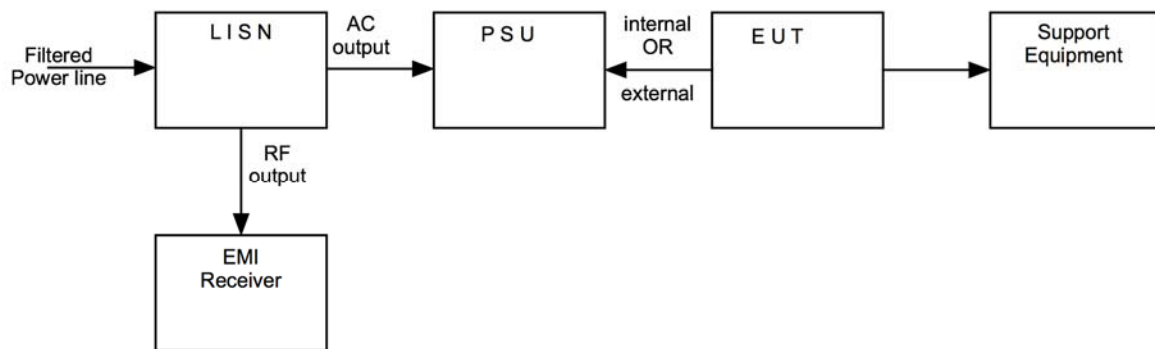 Filtered
Power line
L I S N
AC
output
P S U
internal
OR
external
E U T
Support
Equipment
RF
output
EMI
Receiver